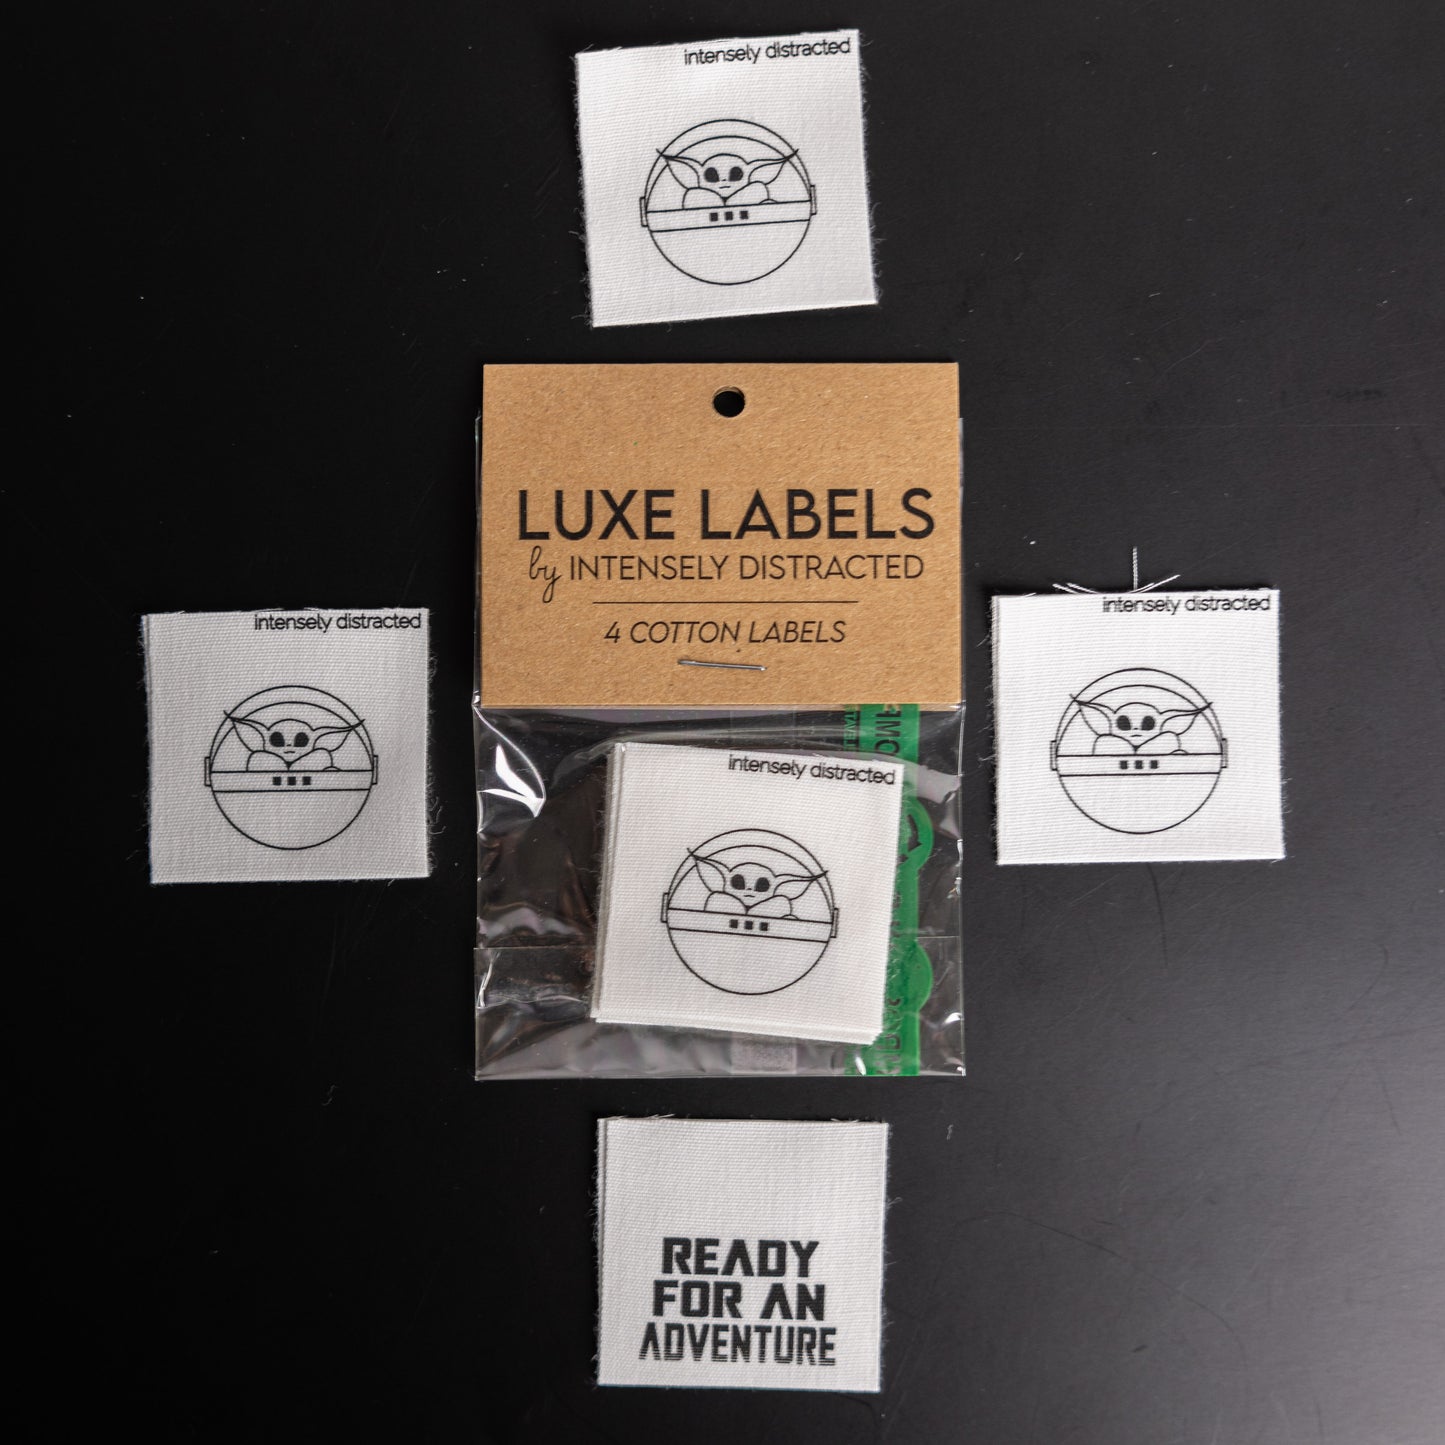 intensely distracted
LUXE LABELS
by INTENSELY DISTRACTED
4 COTTON LABELS
intensely distracted
intensely distracted
intensely distracted
READY
FOR AN
ADVENTURE